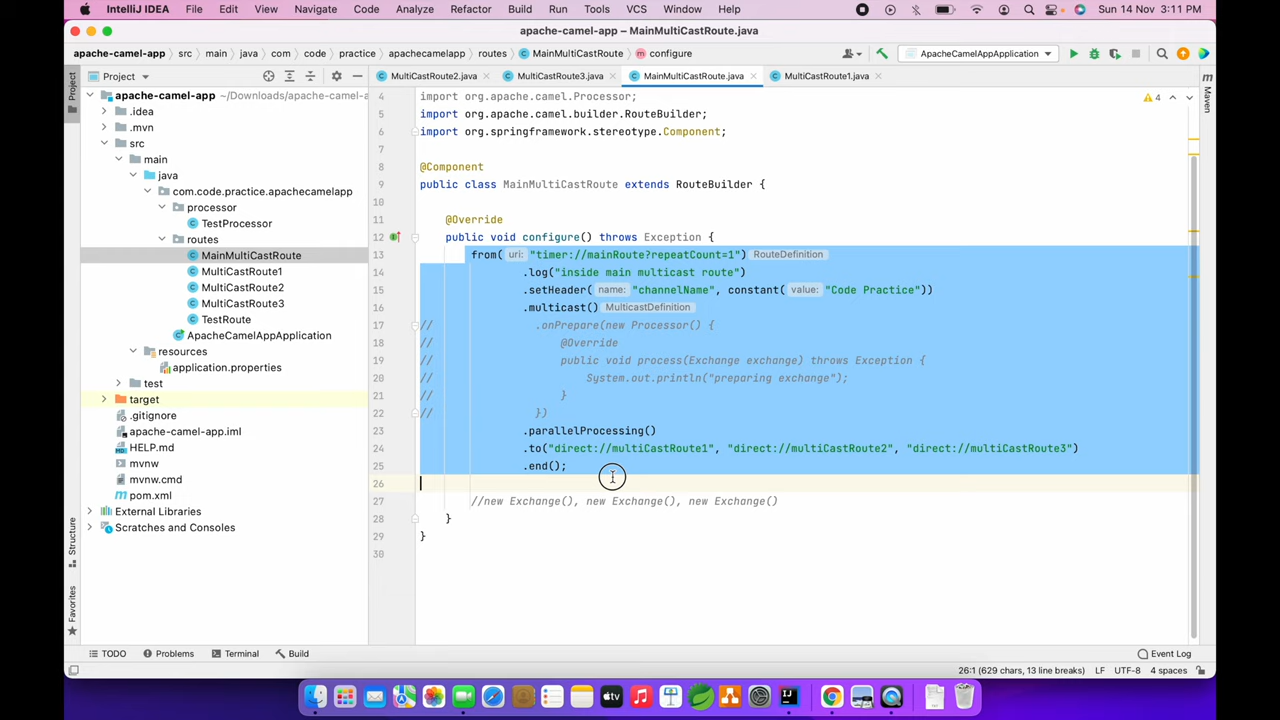 IntelliJ IDEA File Edit View Navigate Code Analyze Refactor Build Run Tools VCS Window Help Sun 14 Nov 3:11 PM
apache-camel-app – MainMultiCastRoute.java
apache-camel-app src main java com code practice apachecamelapp routes MainMultiCastRoute configure ApacheCamelAppApplication
Project MultiCastRoute2.java MultiCastRoute3.java MainMultiCastRoute.java MultiCastRoute1.java
Project
Maven
Structure
Favorites
apache-camel-app ~/Downloads/apache-camel-a
.idea
.mvn
src
main
java
com.code.practice.apachecamelapp
processor
TestProcessor
routes
MainMultiCastRoute
MultiCastRoute1
MultiCastRoute2
MultiCastRoute3
TestRoute
ApacheCamelAppApplication
resources
application.properties
test
target
.gitignore
apache-camel-app.iml
HELP.md
mvnw
mvnw.cmd
pom.xml
External Libraries
Scratches and Consoles
4 import org.apache.camel.Processor; 4
5 import org.apache.camel.builder.RouteBuilder;
6 import org.springframework.stereotype.Component;
7
8 @Component
9 public class MainMultiCastRoute extends RouteBuilder {
10
11 @Override
12 public void configure() throws Exception {
13 from( uri: "timer://mainRoute?repeatCount=1") RouteDefinition
14 .log("inside main multicast route")
15 .setHeader( name: "channelName", constant( value: "Code Practice"))
16 .multicast() MulticastDefinition
17 // .onPrepare(new Processor() {
18 // @Override
19 // public void process(Exchange exchange) throws Exception {
20 // System.out.println("preparing exchange");
21 // }
22 // })
23 .parallelProcessing()
24 .to("direct://multiCastRoute1", "direct://multiCastRoute2", "direct://multiCastRoute3")
25 .end();
26
27 //new Exchange(), new Exchange(), new Exchange()
28 }
29 }
30
TODO Problems Terminal Build Event Log
26:1 (629 chars, 13 line breaks) LF UTF-8 4 spaces